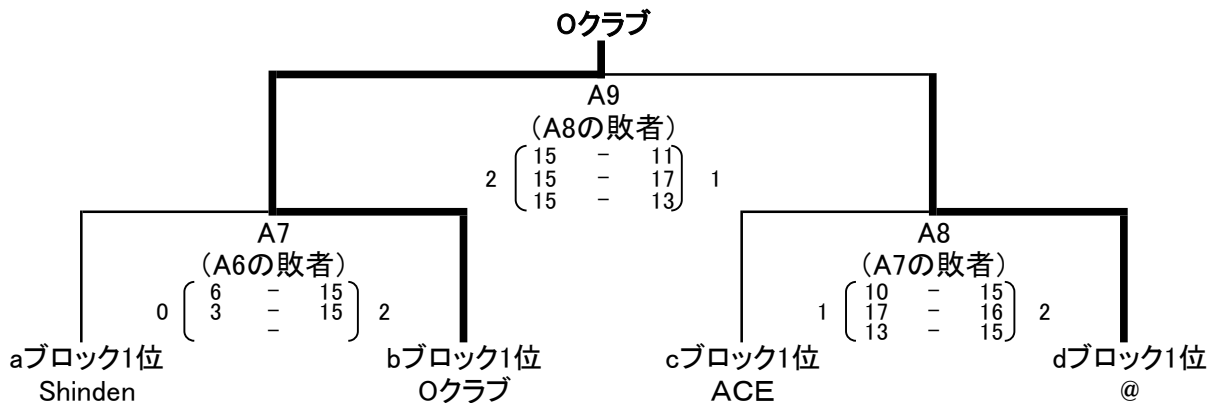 Oクラブ
A9
(A8の敗者)
15 - 11
2 15 - 17 1
15 - 13
A7
(A6の敗者)
6 - 15
0 3 - 15 2
-
A8
(A7の敗者)
10 - 15
1 17 - 16 2
13 - 15
aブロック1位
Shinden
bブロック1位
Oクラブ
cブロック1位
ACE
dブロック1位
@